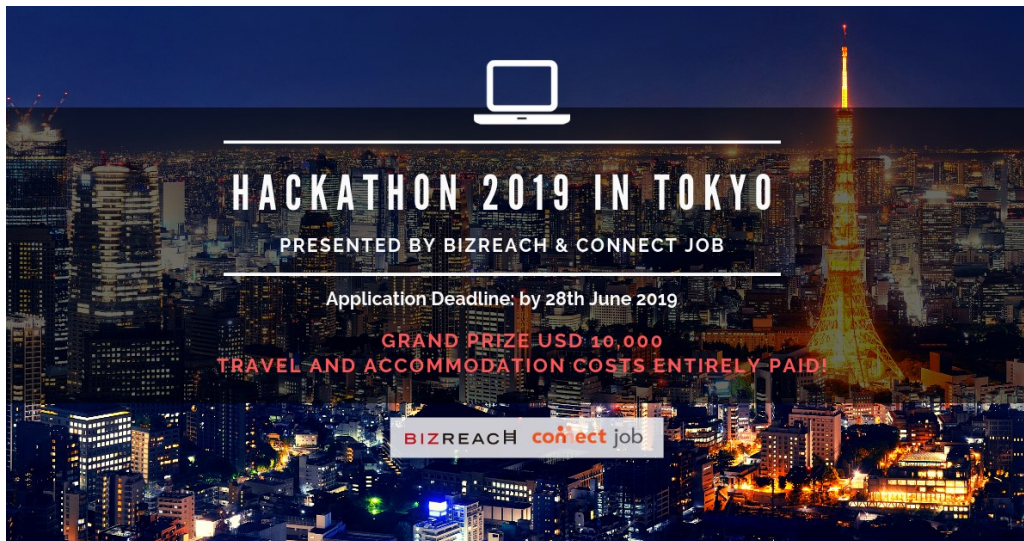 HACKATHON 2019 IN TOKYO
PRESENTED BY BIZREACH & CONNECT JOB
Application Deadline: by 28th June 2019
GRAND PRIZE USD 10,000
TRAVEL AND ACCOMMODATION COSTS ENTIRELY PAID!
BIZREACH connect job